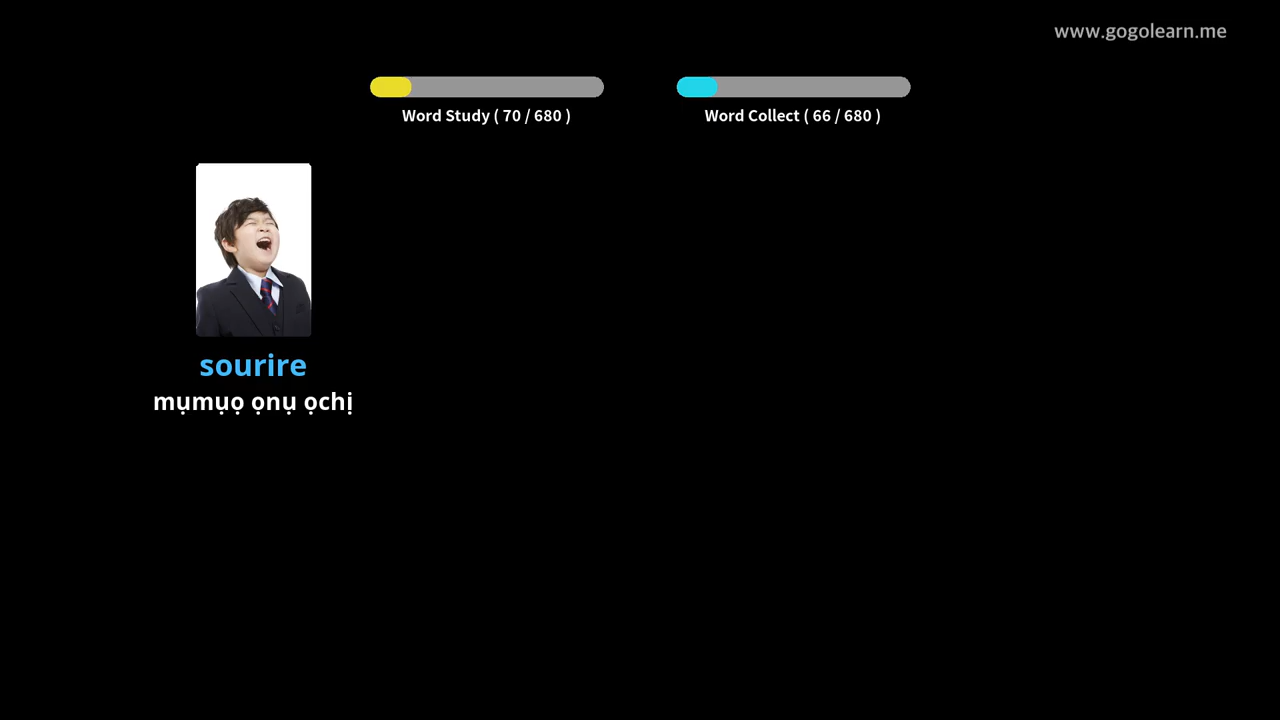 www.gogolearn.me
Word Study ( 70 / 680 )
Word Collect ( 66 / 680 )
sourire
mụmụọ ọnụ ọchị